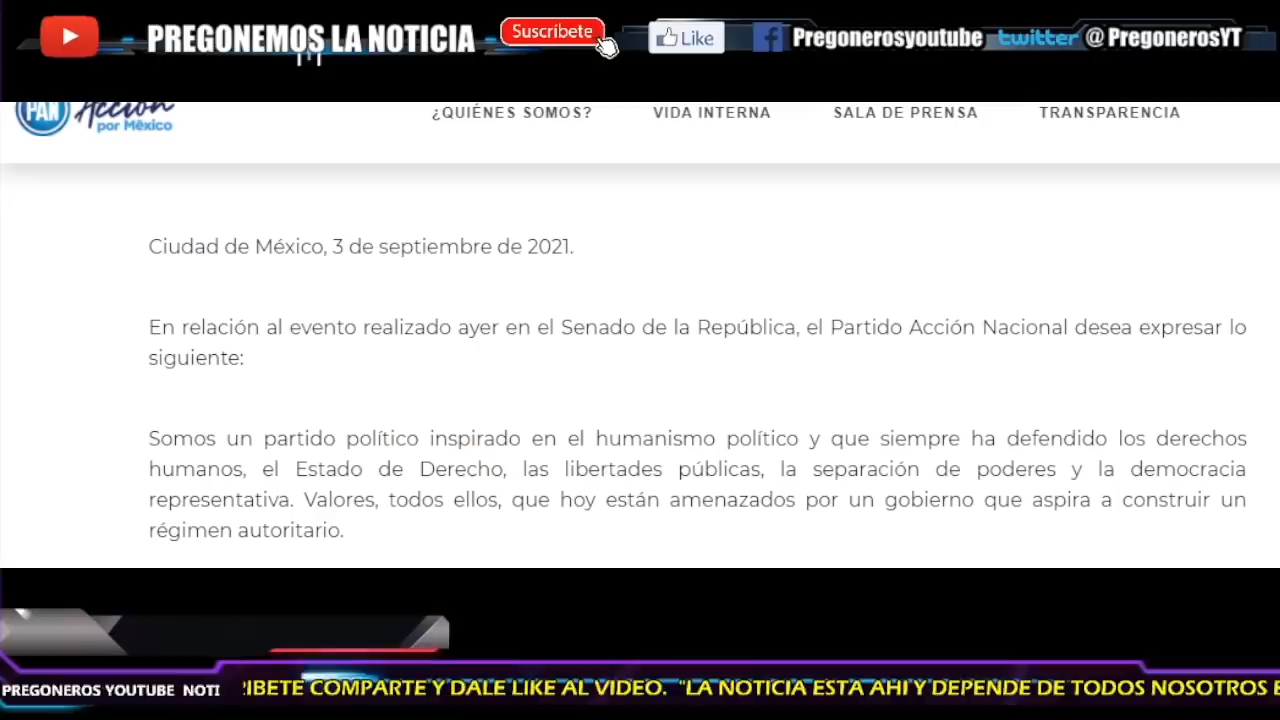 PREGONEMOS LA NOTICIA
Suscríbete
Like
Pregonerosyoutube
twitter @PregonerosYT
PAN
Acción
por México
¿QUIÉNES SOMOS?
VIDA INTERNA
SALA DE PRENSA
TRANSPARENCIA
Ciudad de México, 3 de septiembre de 2021.
En relación al evento realizado ayer en el Senado de la República, el Partido Acción Nacional desea expresar lo
siguiente:
Somos un partido político inspirado en el humanismo político y que siempre ha defendido los derechos
humanos, el Estado de Derecho, las libertades públicas, la separación de poderes y la democracia
representativa. Valores, todos ellos, que hoy están amenazados por un gobierno que aspira a construir un
régimen autoritario.
PREGONEROS YOUTUBE NOTI
IBETE COMPARTE Y DALE LIKE AL VIDEO. "LA NOTICIA ESTA AHI Y DEPENDE DE TODOS NOSOTROS E